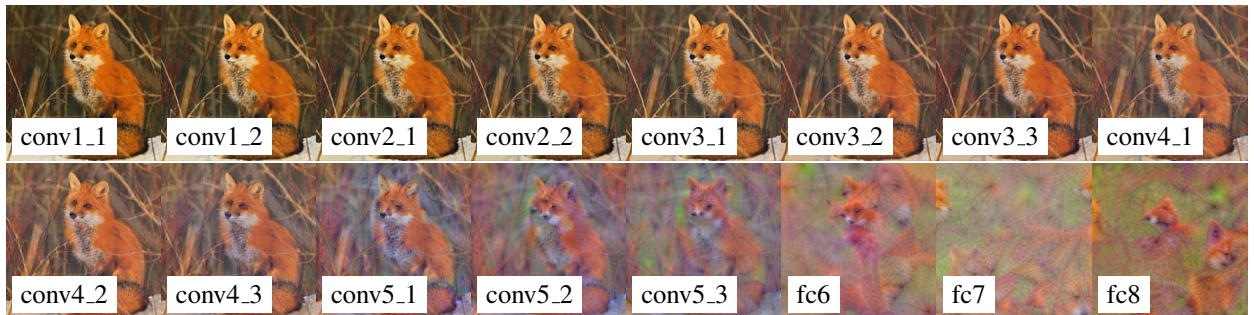 conv1_1
conv1_2
conv2_1
conv2_2
conv3_1
conv3_2
conv3_3
conv4_1
conv4_2
conv4_3
conv5_1
conv5_2
conv5_3
fc6
fc7
fc8